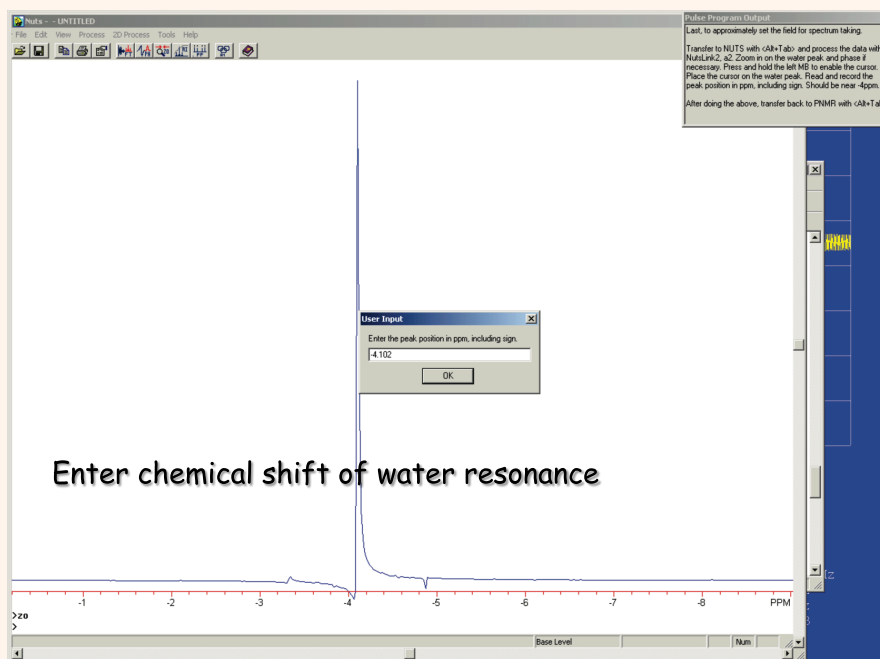 Nuts - - UNTITLED
File Edit View Process 2D Process Tools Help
Pulse Program Output
Last, to approximately set the field for spectrum taking.
Transfer to NUTS with <Alt+Tab> and process the data with
NutsLink2, a2. Zoom in on the water peak and phase if
necessary. Press and hold the left MB to enable the cursor.
Place the cursor on the water peak. Read and record the
peak position in ppm, including sign. Should be near -4ppm.
After doing the above, transfer back to PNMR with <Alt+Tab
User Input
Enter the peak position in ppm, including sign.
-4.102
OK
Enter chemical shift of water resonance
-1 -2 -3 -4 -5 -6 -7 -8 PPM
>zo
>
Base Level Num